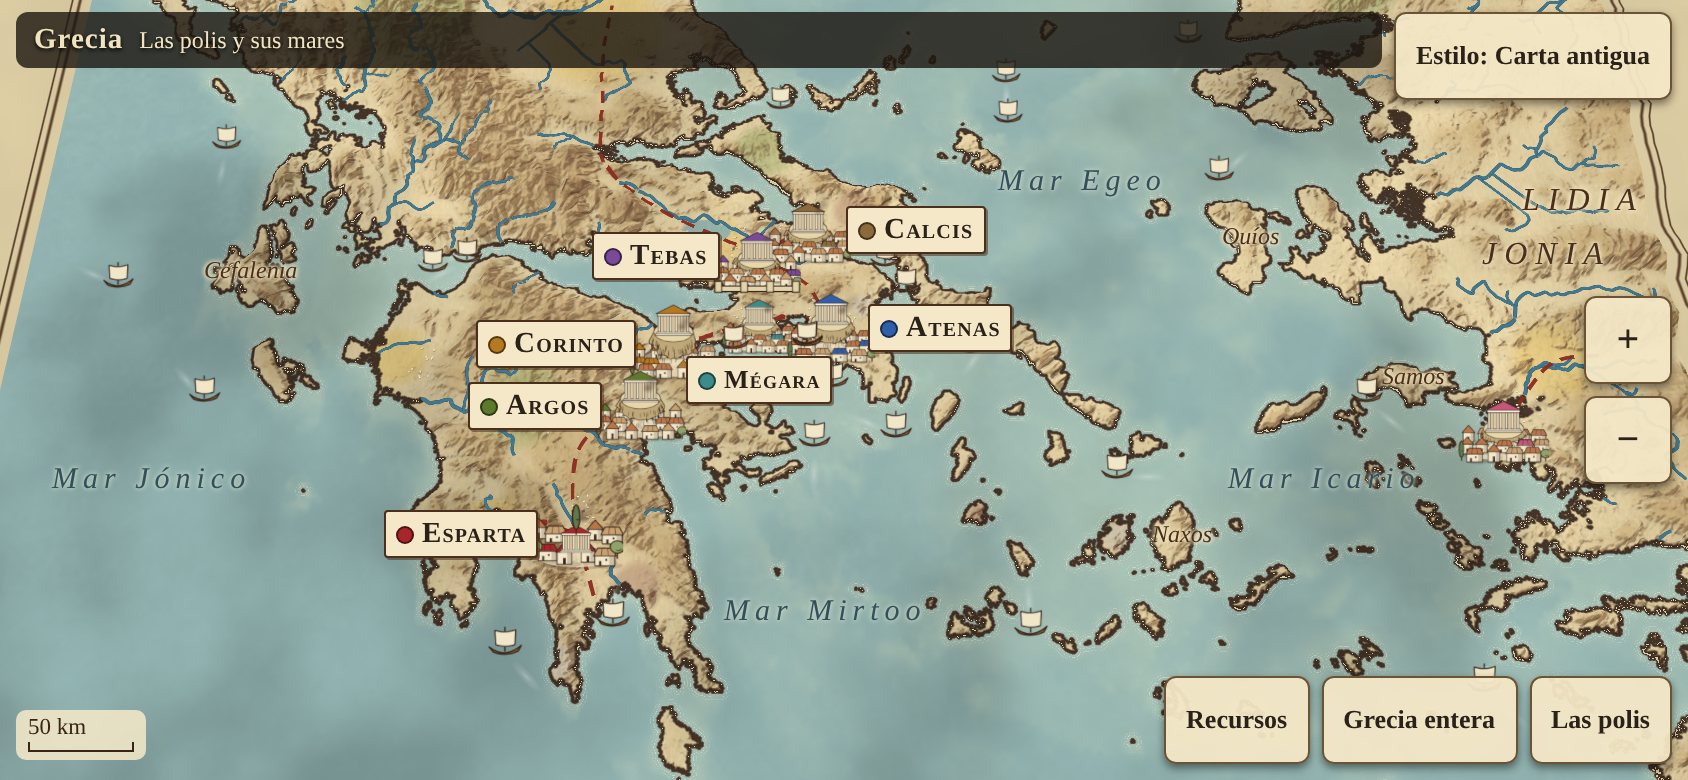 Grecia Las polis y sus mares
Estilo: Carta antigua
Mar Egeo
LIDIA
Calcis
Quíos
Tebas
JONIA
Cefalenia
Atenas
Corinto
+
Mégara
Samos
Argos
−
Mar Jónico
Mar Icario
Esparta
Naxos
Mar Mirtoo
50 km
Recursos
Grecia entera
Las polis